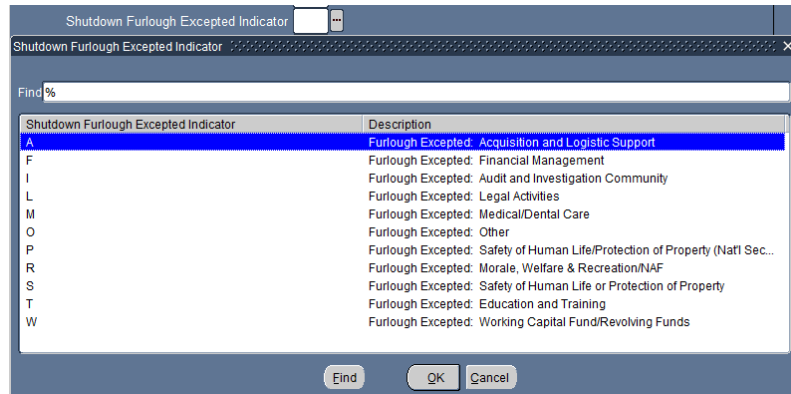 Shutdown Furlough Excepted Indicator
Shutdown Furlough Excepted Indicator
Find %
Shutdown Furlough Excepted Indicator Description
A Furlough Excepted: Acquisition and Logistic Support
F Furlough Excepted: Financial Management
I Furlough Excepted: Audit and Investigation Community
L Furlough Excepted: Legal Activities
M Furlough Excepted: Medical/Dental Care
O Furlough Excepted: Other
P Furlough Excepted: Safety of Human Life/Protection of Property (Nat'l Sec...
R Furlough Excepted: Morale, Welfare & Recreation/NAF
S Furlough Excepted: Safety of Human Life or Protection of Property
T Furlough Excepted: Education and Training
W Furlough Excepted: Working Capital Fund/Revolving Funds
Find OK Cancel